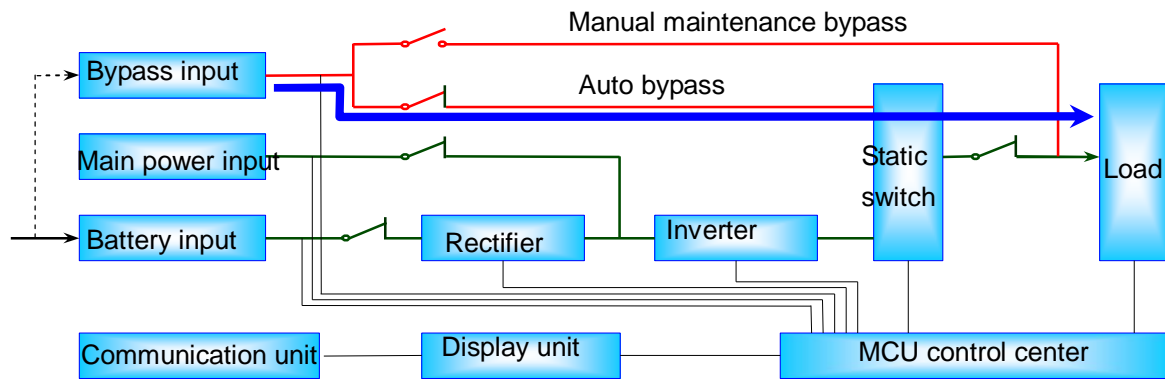 Manual maintenance bypass
Bypass input
Auto bypass
Main power input
Static
switch
Load
Battery input
Rectifier
Inverter
Communication unit
Display unit
MCU control center